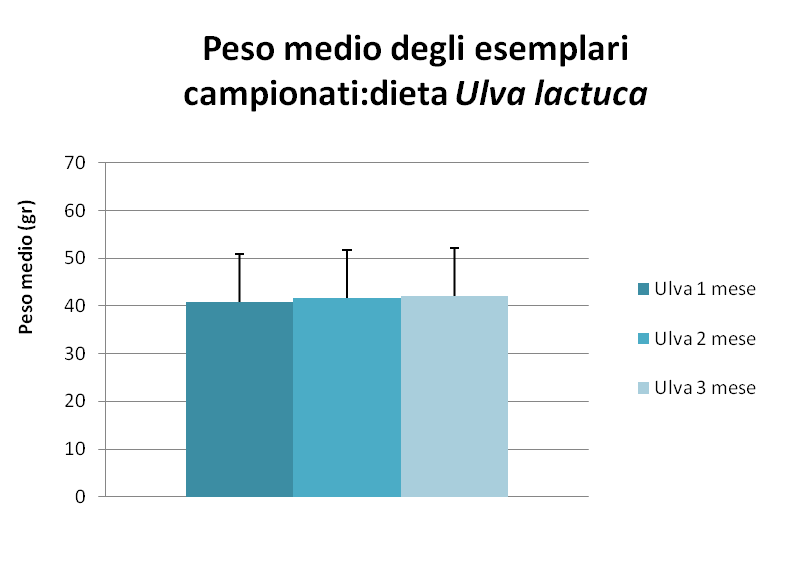 Peso medio degli esemplari
campionati:dieta Ulva lactuca
Peso medio (gr)
70
60
50
40
30
20
10
0
Ulva 1 mese
Ulva 2 mese
Ulva 3 mese